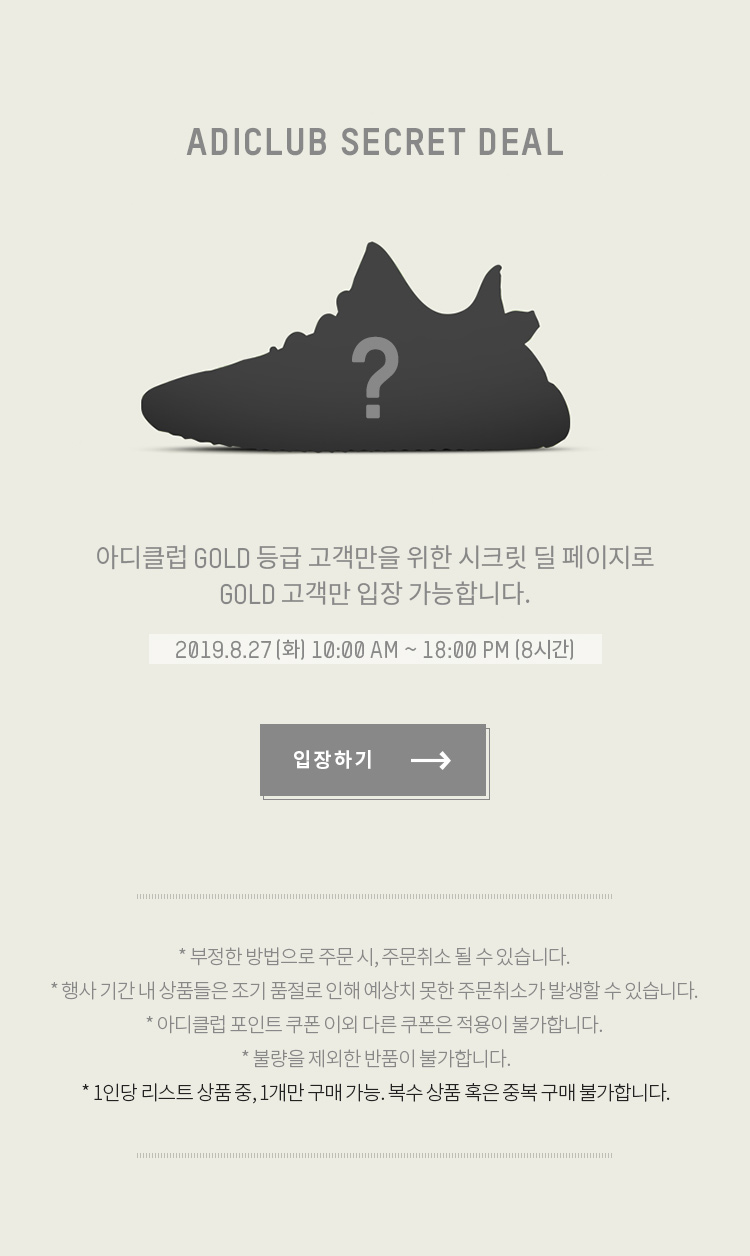 ADICLUB SECRET DEAL
?
아디클럽 GOLD 등급 고객만을 위한 시크릿 딜 페이지로
GOLD 고객만 입장 가능합니다.
2019.8.27 (화) 10:00 AM ~ 18:00 PM (8시간)
입장하기
* 부정한 방법으로 주문 시, 주문취소 될 수 있습니다.
* 행사 기간 내 상품들은 조기 품절로 인해 예상치 못한 주문취소가 발생할 수 있습니다.
* 아디클럽 포인트 쿠폰 이외 다른 쿠폰은 적용이 불가합니다.
* 불량을 제외한 반품이 불가합니다.
* 1인당 리스트 상품 중, 1개만 구매 가능. 복수 상품 혹은 중복 구매 불가합니다.